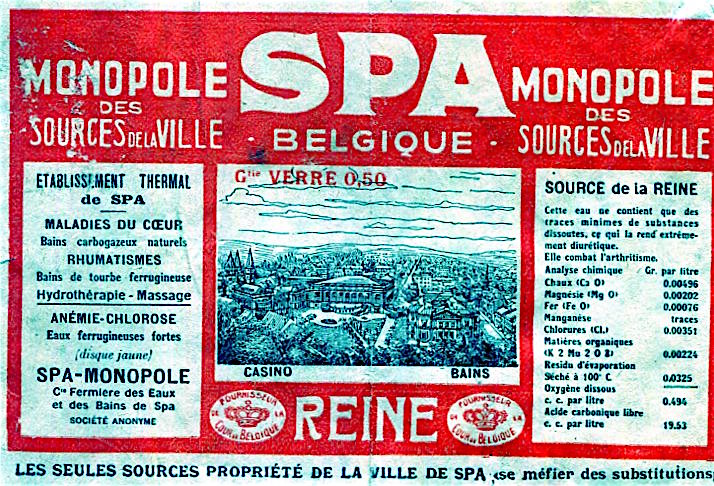 SPA
MONOPOLE
DES
SOURCES DE LA VILLE
- BELGIQUE -
MONOPOLE
DES
SOURCES DE LA VILLE
ETABLISSEMENT THERMAL
de SPA
MALADIES DU CŒUR
Bains carbogazeux naturels
RHUMATISMES
Bains de tourbe ferrugineuse
Hydrothérapie - Massage
ANÉMIE-CHLOROSE
Eaux ferrugineuses fortes
(disque jaune)
SPA-MONOPOLE
Cie Fermière des Eaux
et des Bains de Spa
SOCIÉTÉ ANONYME
Gtie VERRE 0,50
CASINO BAINS
FOURNISSEUR
DE LA
COUR DE BELGIQUE
REINE
FOURNISSEUR
DE LA
COUR DE BELGIQUE
SOURCE de la REINE
Cette eau ne contient que des
traces minimes de substances
dissoutes, ce qui la rend extrême-
ment diurétique.
Elle combat l'arthritisme.
Analyse chimique Gr. par litre
Chaux (Ca O) 0.00496
Magnésie (Mg O) 0.00202
Fer (Fe O) 0.00076
Manganèse traces
Chlorures (CL) 0.00351
Matières organiques
(K 2 Mu 2 O 8) 0.00224
Residu d'évaporation
Séché à 100° C. 0.0325
Oxygène dissous
c. c. par litre 0.494
Acide carbonique libre
c. c. par litre 19.53
LES SEULES SOURCES PROPRIÉTÉ DE LA VILLE DE SPA (se méfier des substitutions